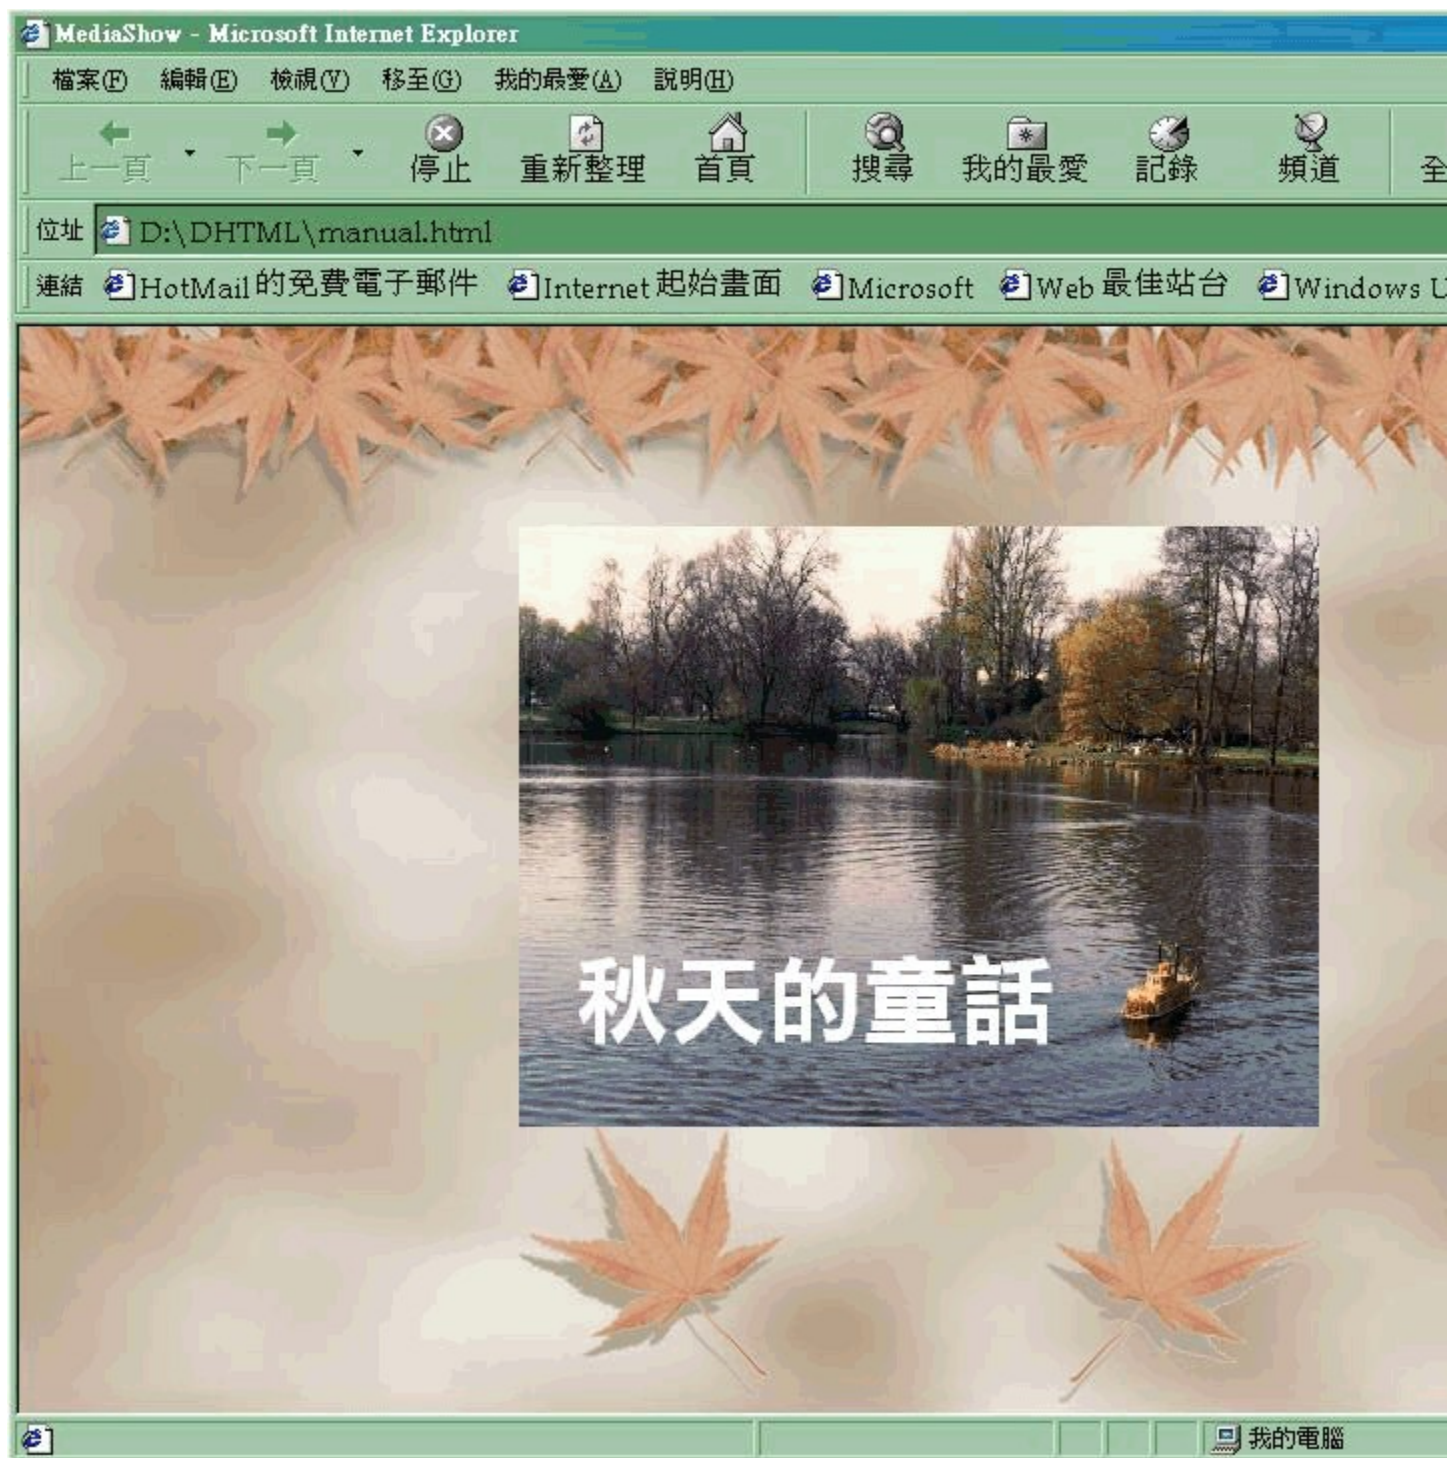 MediaShow - Microsoft Internet Explorer
檔案(F) 編輯(E) 檢視(V) 移至(G) 我的最愛(A) 說明(H)
上一頁 下一頁 停止 重新整理 首頁 搜尋 我的最愛 記錄 頻道 全
位址 D:\DHTML\manual.html
連結 HotMail 的免費電子郵件 Internet 起始畫面 Microsoft Web 最佳站台 Windows U
秋天的童話
我的電腦